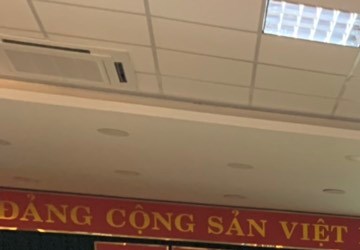 ĐẢNG CỘNG SẢN VIỆT